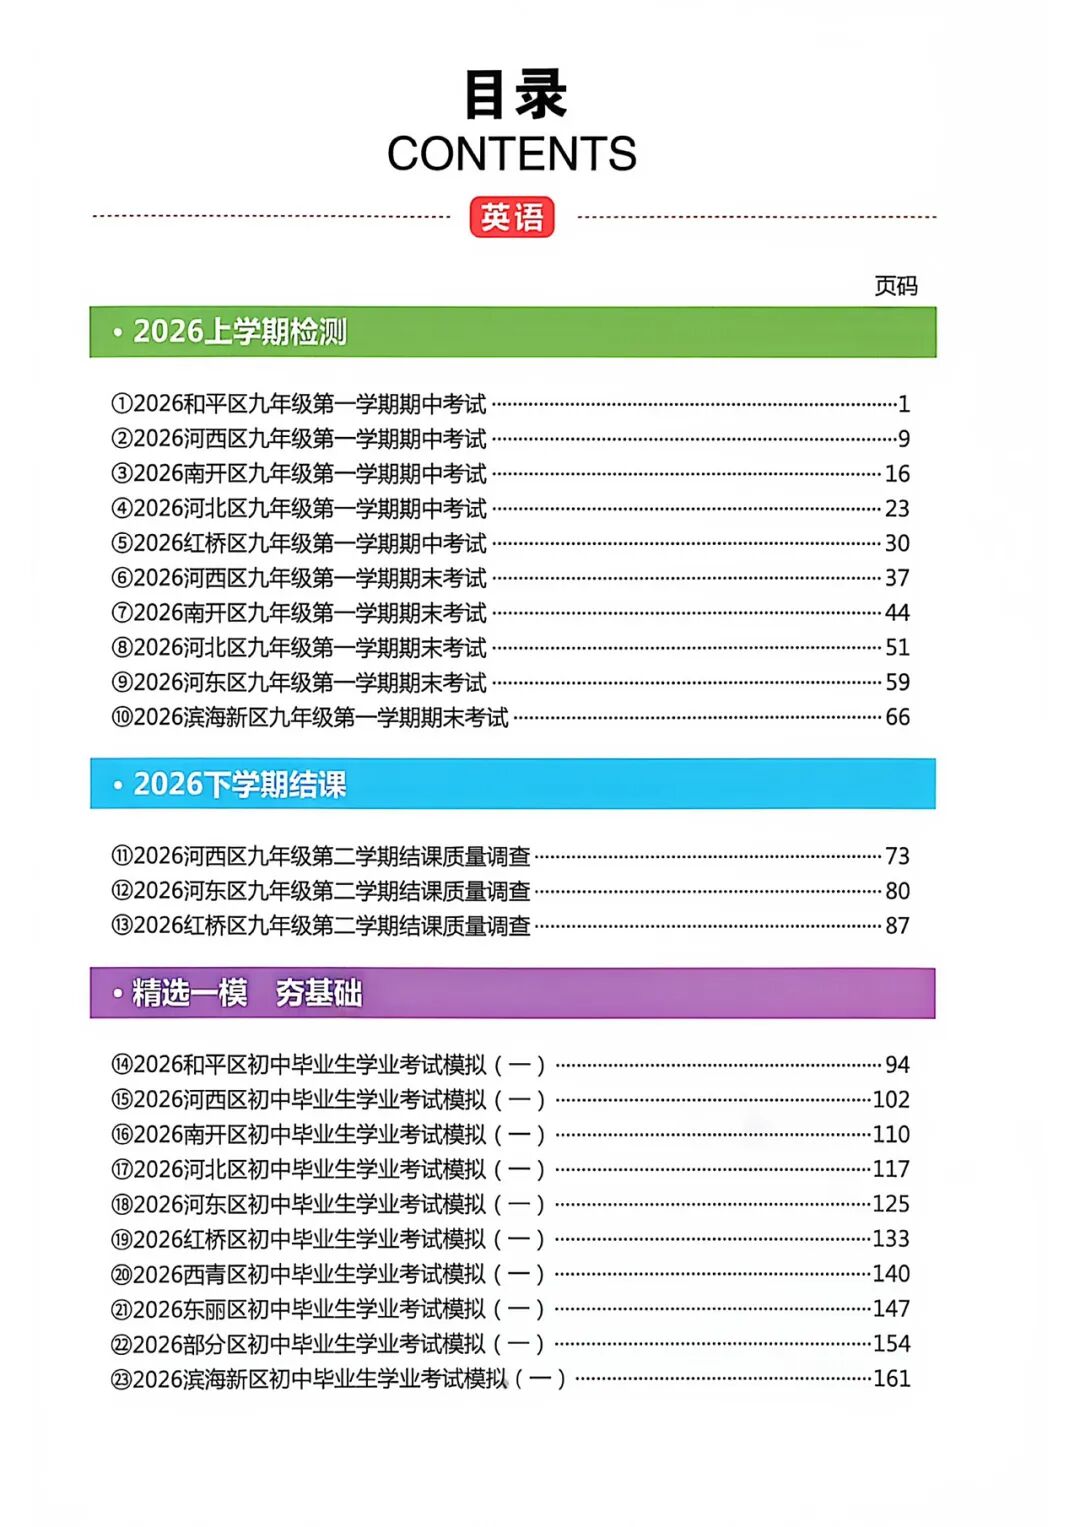 目录
CONTENTS
英语
页码
· 2026上学期检测
①2026和平区九年级第一学期期中考试 1
②2026河西区九年级第一学期期中考试 9
③2026南开区九年级第一学期期中考试 16
④2026河北区九年级第一学期期中考试 23
⑤2026红桥区九年级第一学期期中考试 30
⑥2026河西区九年级第一学期期末考试 37
⑦2026南开区九年级第一学期期末考试 44
⑧2026河北区九年级第一学期期末考试 51
⑨2026河东区九年级第一学期期末考试 59
⑩2026滨海新区九年级第一学期期末考试 66
· 2026下学期结课
⑪2026河西区九年级第二学期结课质量调查 73
⑫2026河东区九年级第二学期结课质量调查 80
⑬2026红桥区九年级第二学期结课质量调查 87
· 精选一模 夯基础
⑭2026和平区初中毕业生学业考试模拟（一） 94
⑮2026河西区初中毕业生学业考试模拟（一） 102
⑯2026南开区初中毕业生学业考试模拟（一） 110
⑰2026河北区初中毕业生学业考试模拟（一） 117
⑱2026河东区初中毕业生学业考试模拟（一） 125
⑲2026红桥区初中毕业生学业考试模拟（一） 133
⑳2026西青区初中毕业生学业考试模拟（一） 140
㉑2026东丽区初中毕业生学业考试模拟（一） 147
㉒2026部分区初中毕业生学业考试模拟（一） 154
㉓2026滨海新区初中毕业生学业考试模拟（一） 161